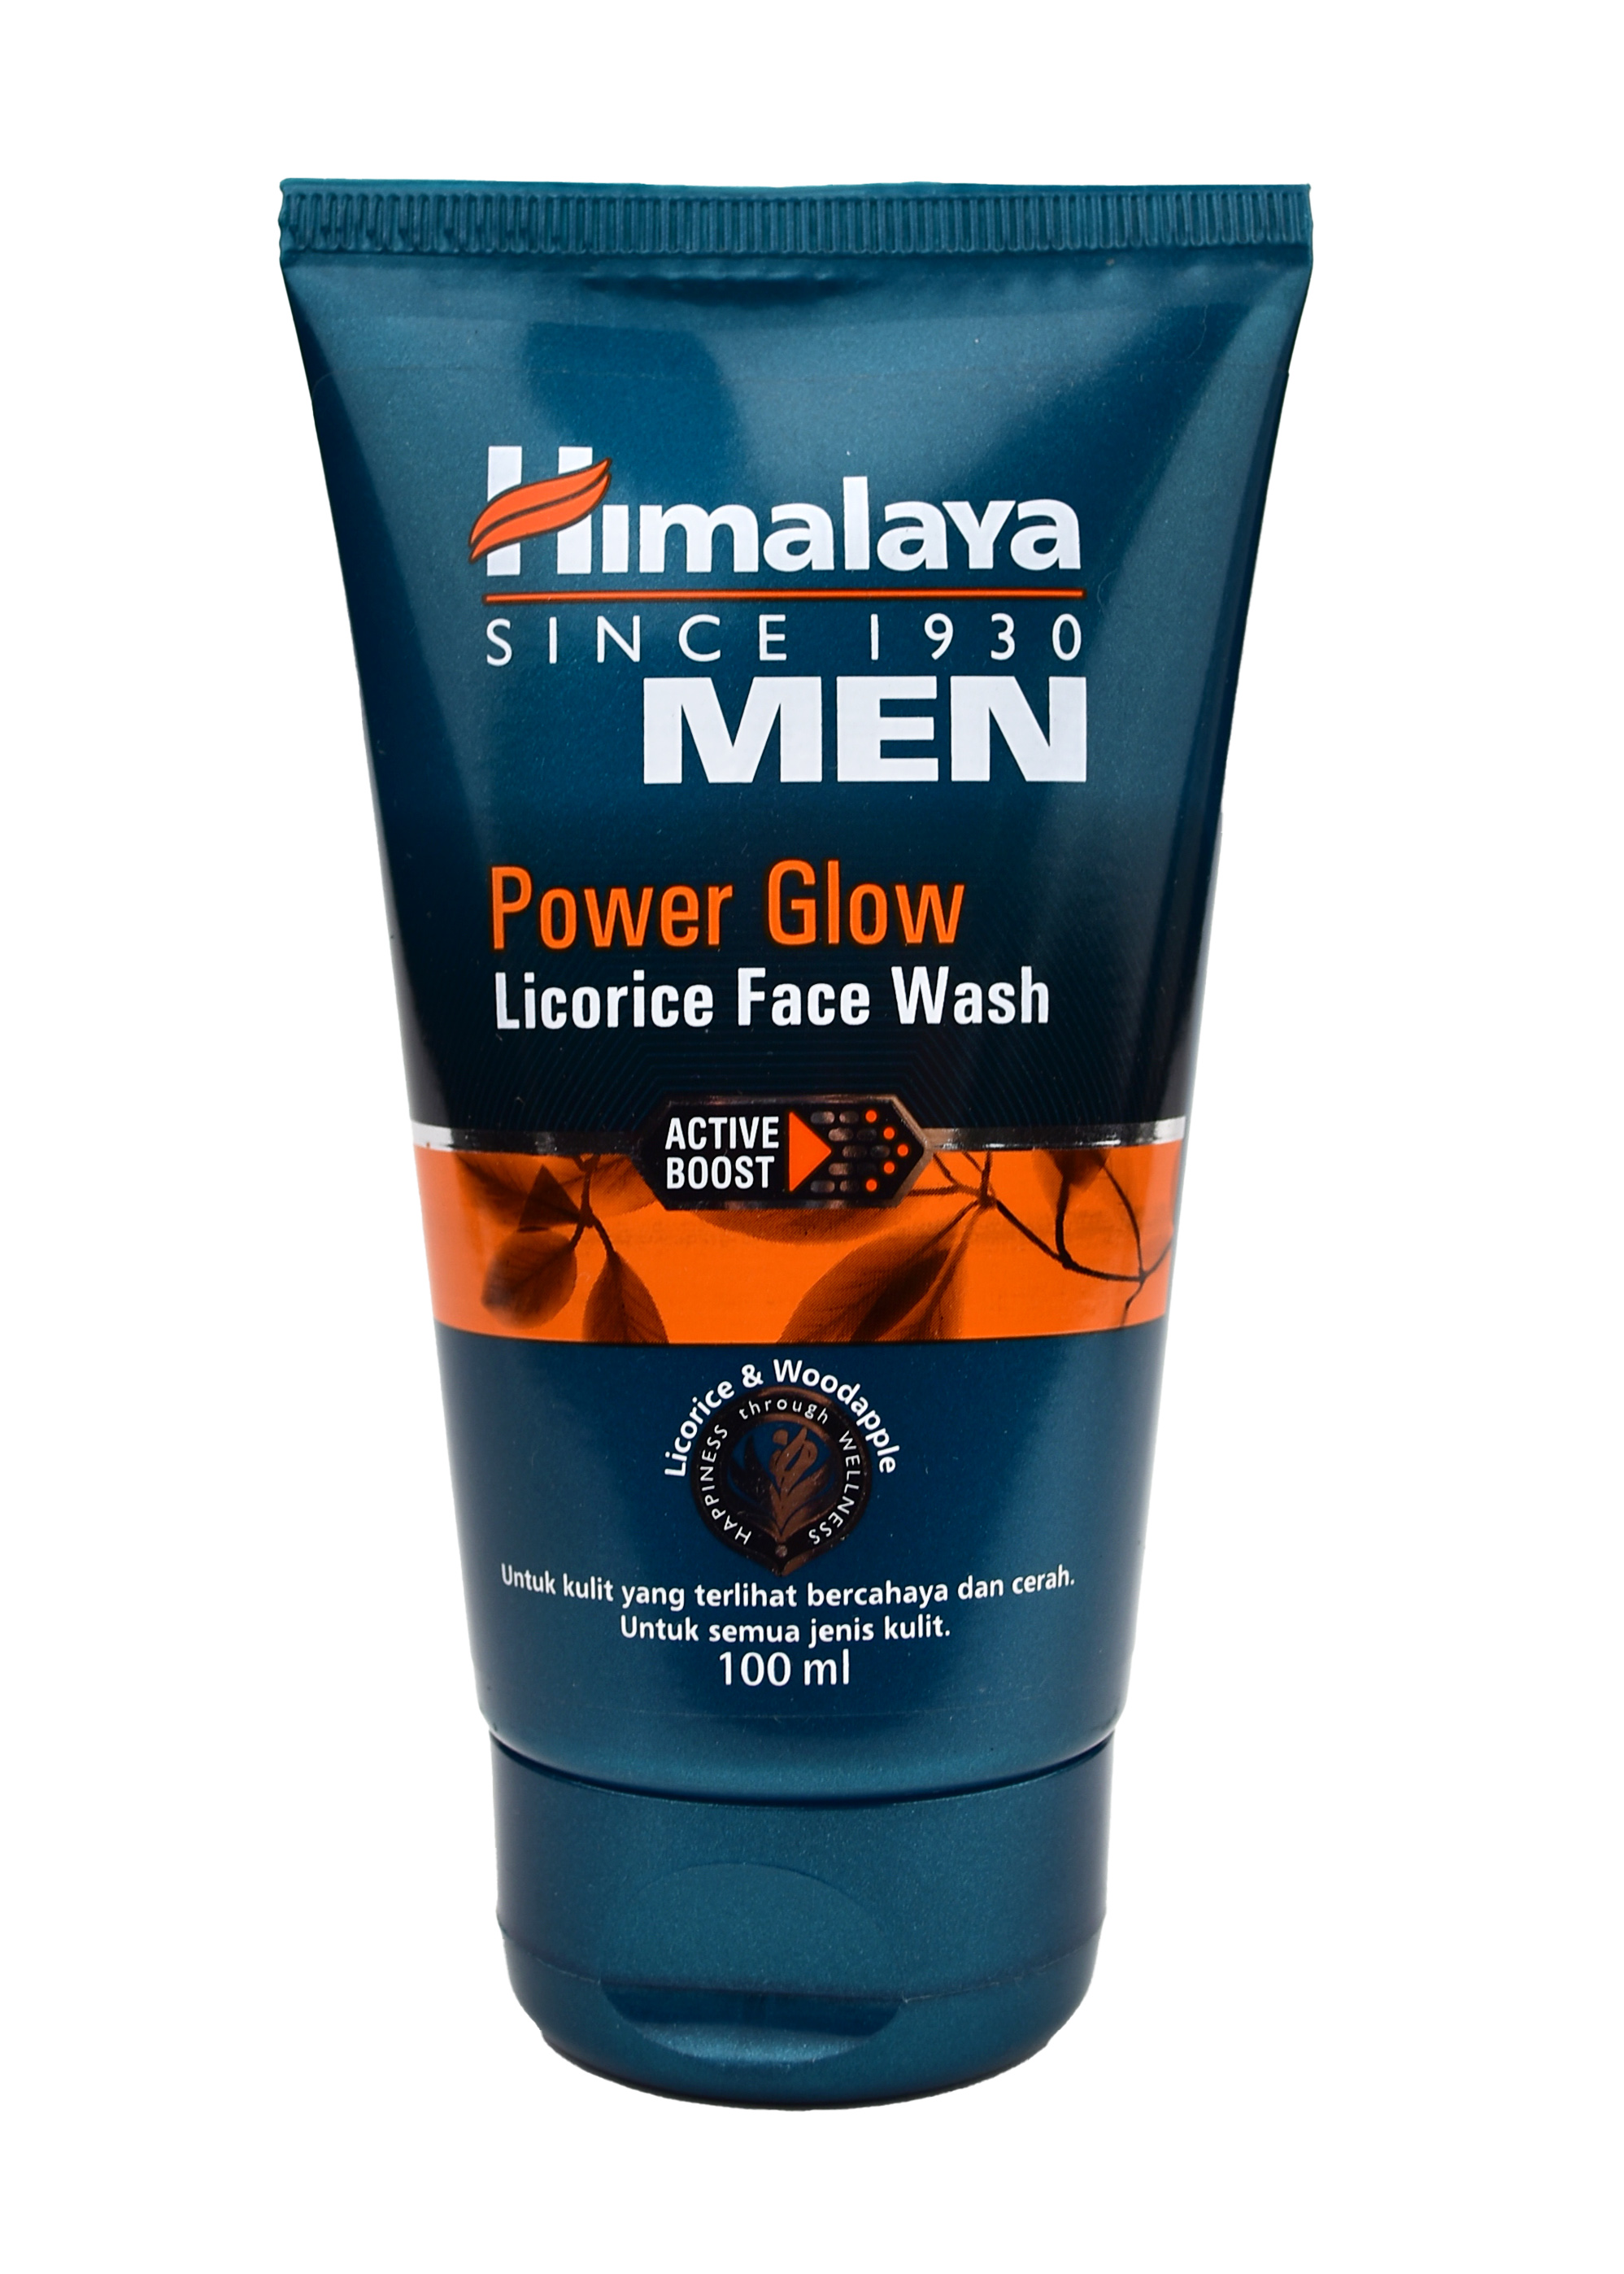 Himalaya
SINCE 1930
MEN
Power Glow
Licorice Face Wash
ACTIVE
BOOST
Licorice & Woodapple
HAPPINESS through WELLNESS
Untuk kulit yang terlihat bercahaya dan cerah.
Untuk semua jenis kulit.
100 ml